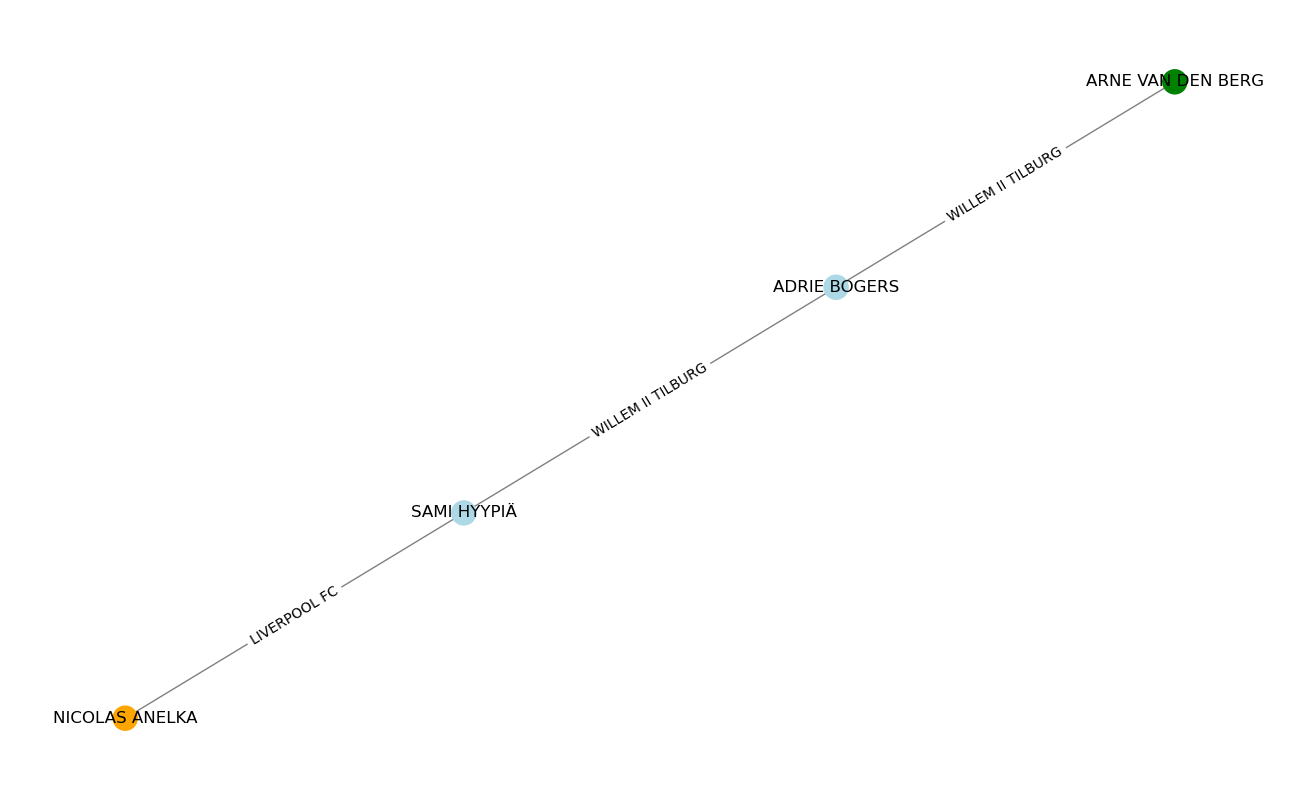 ARNE VAN DEN BERG
WILLEM II TILBURG
ADRIE BOGERS
WILLEM II TILBURG
SAMI HYYPIÄ
LIVERPOOL FC
NICOLAS ANELKA